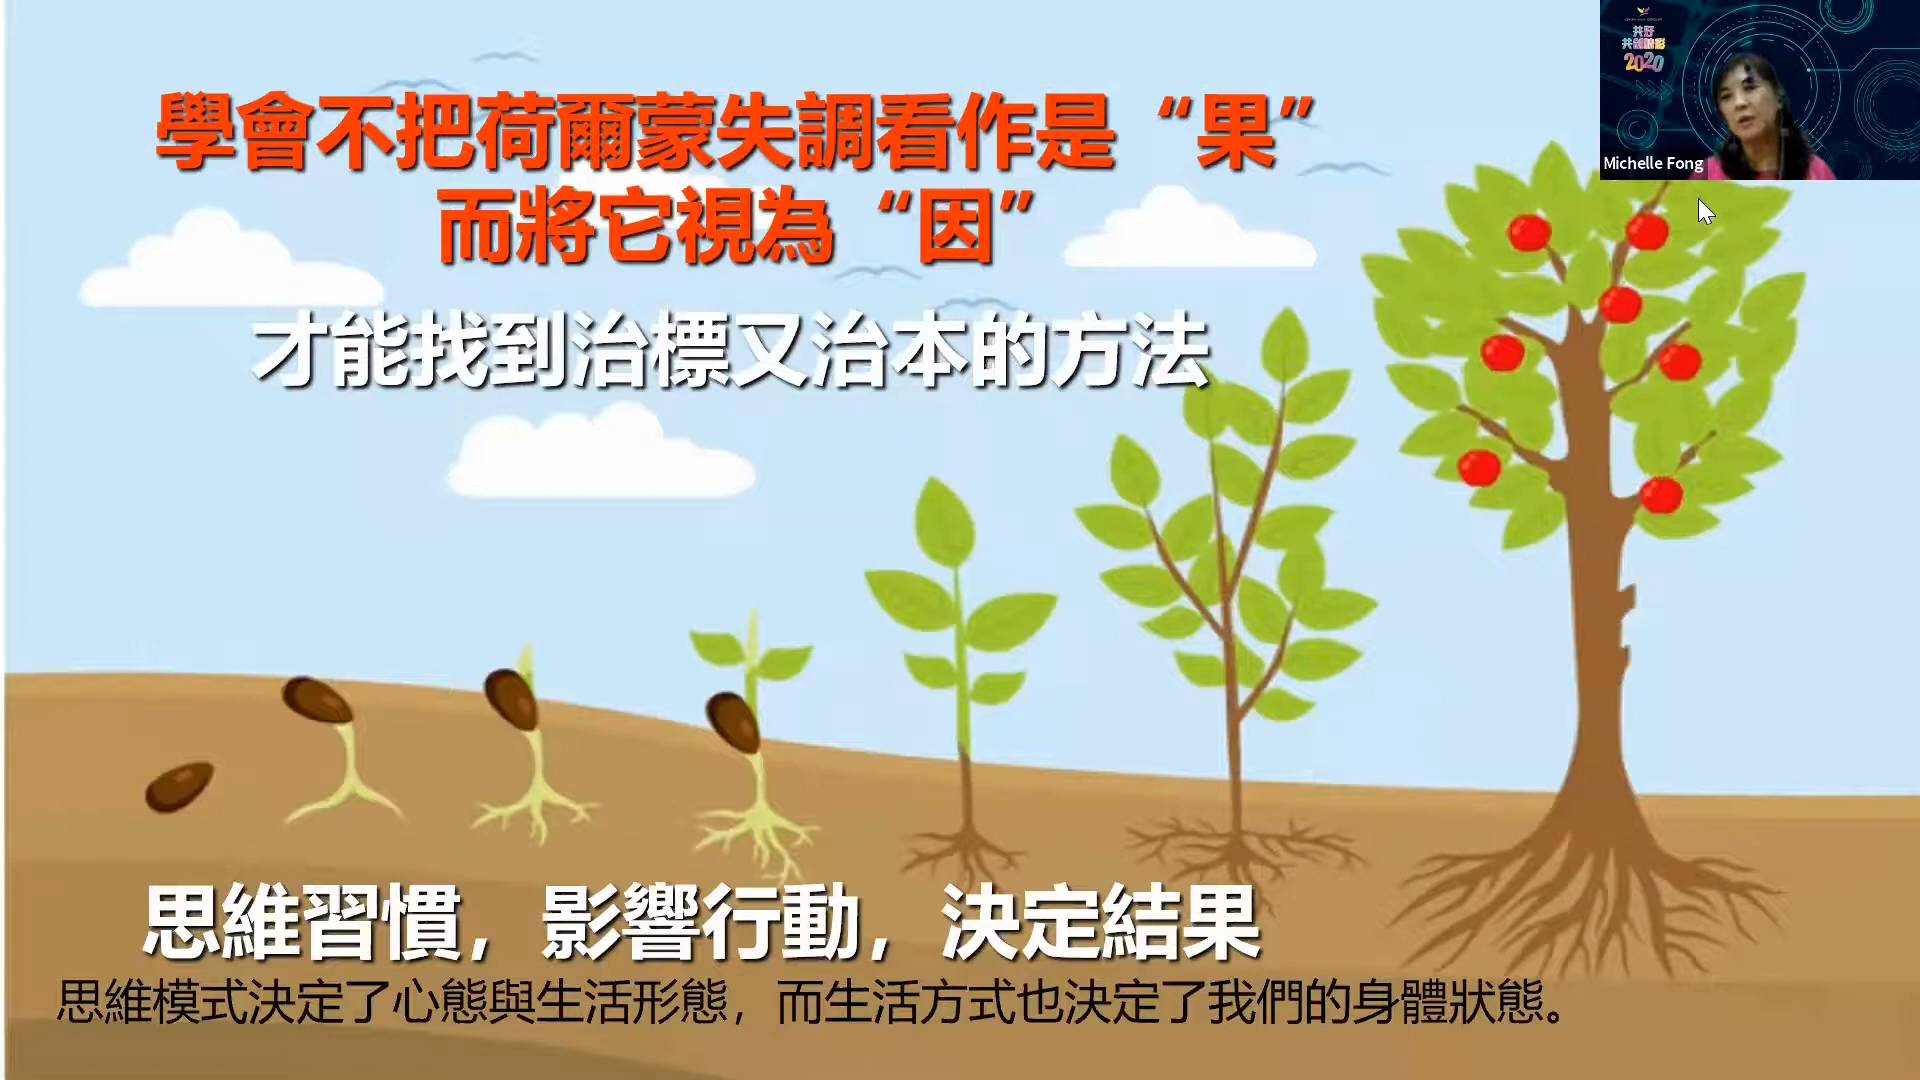 學會不把荷爾蒙失調看作是“果”
而將它視為“因”
才能找到治標又治本的方法
思維習慣，影響行動，決定結果
思維模式決定了心態與生活形態，而生活方式也決定了我們的身體狀態。
共好
共創精彩
2020
Michelle Fong